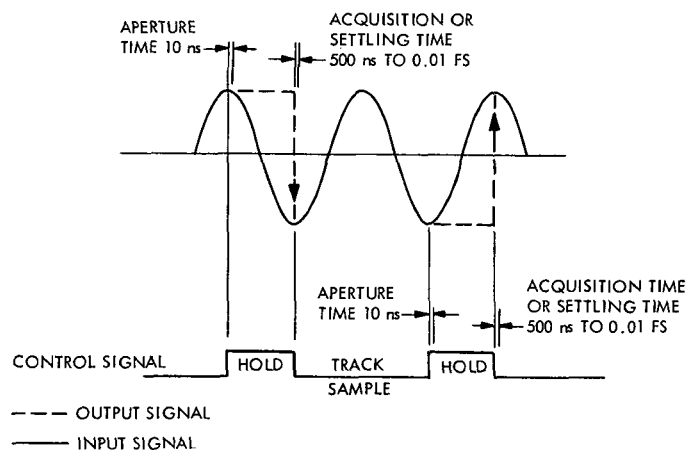 APERTURE
TIME 10 ns
ACQUISITION OR
SETTLING TIME
500 ns TO 0.01 FS
APERTURE
TIME 10 ns
ACQUISITION TIME
OR SETTLING TIME
500 ns TO 0.01 FS
CONTROL SIGNAL
HOLD
TRACK
HOLD
SAMPLE
OUTPUT SIGNAL
INPUT SIGNAL